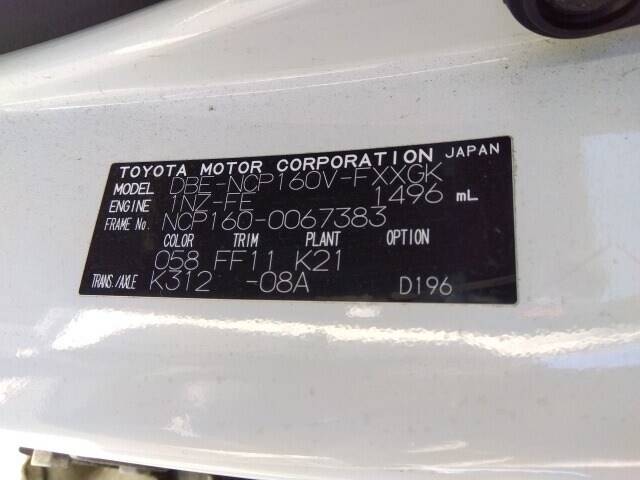 TOYOTA MOTOR CORPORATION JAPAN
MODEL DBE-NCP160V-FXXGK
ENGINE 1NZ-FE 1496 mL
FRAME No. NCP160-0067383
COLOR TRIM PLANT OPTION
058 FF11 K21
TRANS./AXLE K312 -08A D196